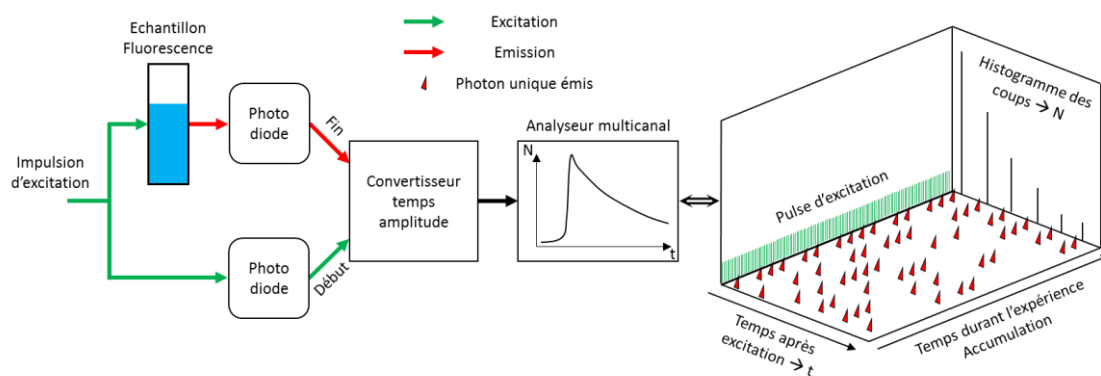 Echantillon
Fluorescence
Excitation
Emission
Photon unique émis
Photo
diode
Fin
Impulsion
d'excitation
Convertisseur
temps
amplitude
Analyseur multicanal
N
t
Photo
diode
Début
Histogramme des
coups → N
Pulse d'excitation
Temps après
excitation → t
Temps durant l'expérience
Accumulation